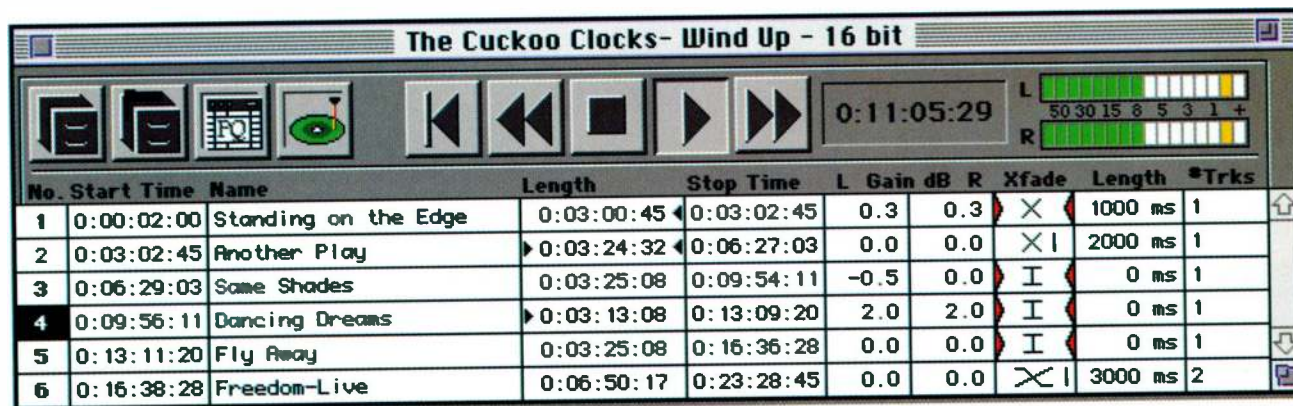 The Cuckoo Clocks- Wind Up - 16 bit
PQ
0:11:05:29
L
50 30 15 8 5 3 1 +
R
No. Start Time Name Length Stop Time L Gain dB R Xfade Length #Trks
1 0:00:02:00 Standing on the Edge 0:03:00:45 0:03:02:45 0.3 0.3 1000 ms 1
2 0:03:02:45 Another Play 0:03:24:32 0:06:27:03 0.0 0.0 2000 ms 1
3 0:06:29:03 Same Shades 0:03:25:08 0:09:54:11 -0.5 0.0 0 ms 1
4 0:09:56:11 Dancing Dreams 0:03:13:08 0:13:09:20 2.0 2.0 0 ms 1
5 0:13:11:20 Fly Away 0:03:25:08 0:16:36:28 0.0 0.0 0 ms 1
6 0:16:38:28 Freedom-Live 0:06:50:17 0:23:28:45 0.0 0.0 3000 ms 2